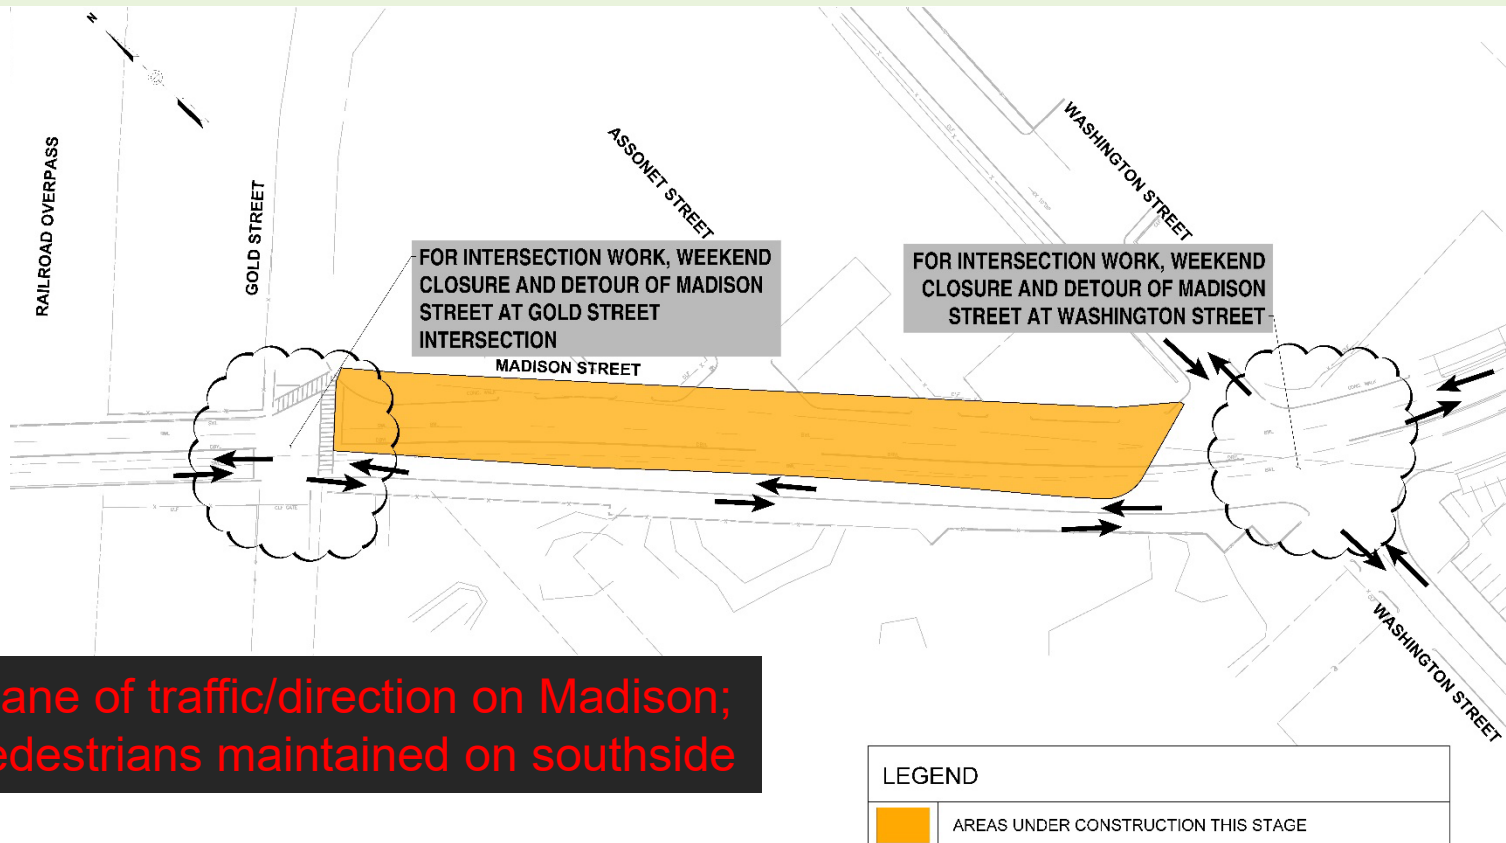 N
RAILROAD OVERPASS
GOLD STREET
ASSONET STREET
WASHINGTON STREET
FOR INTERSECTION WORK, WEEKEND
CLOSURE AND DETOUR OF MADISON
STREET AT GOLD STREET
INTERSECTION
FOR INTERSECTION WORK, WEEKEND
CLOSURE AND DETOUR OF MADISON
STREET AT WASHINGTON STREET
MADISON STREET
CLF GATE
WASHINGTON STREET
ane of traffic/direction on Madison;
edestrians maintained on southside
LEGEND
AREAS UNDER CONSTRUCTION THIS STAGE